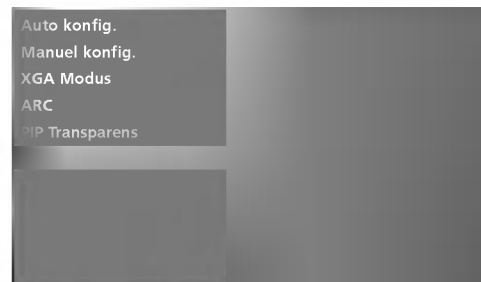 Auto konfig.
Manuel konfig.
XGA Modus
ARC
PIP Transparens